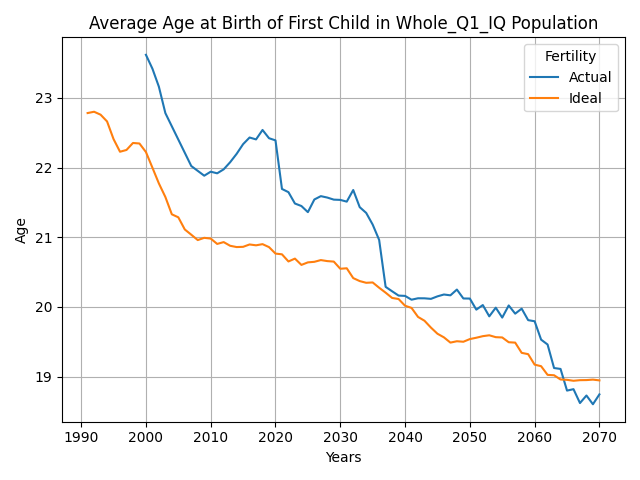 Average Age at Birth of First Child in Whole_Q1_IQ Population
Fertility
Actual
Ideal
Age
23
22
21
20
19
1990 2000 2010 2020 2030 2040 2050 2060 2070
Years